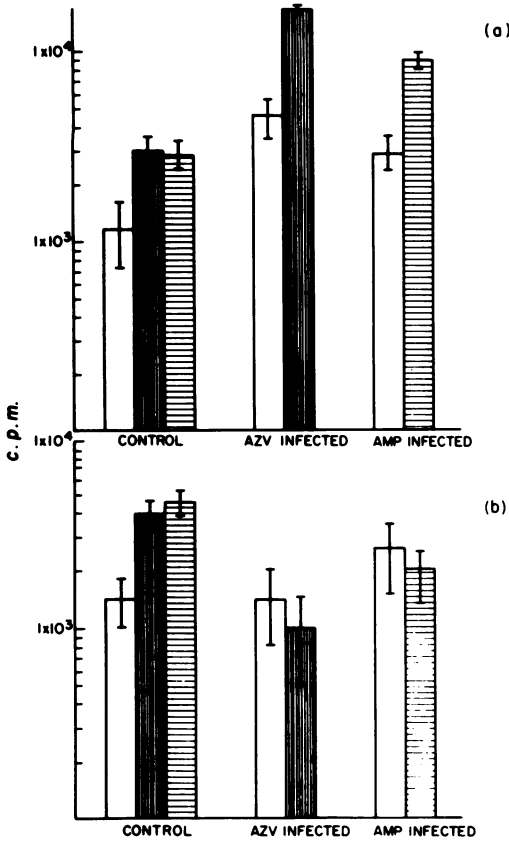 (a)
1x10⁴
1x10³
CONTROL AZV INFECTED AMP INFECTED
c.p.m.
1x10⁴
(b)
1x10³
CONTROL AZV INFECTED AMP INFECTED